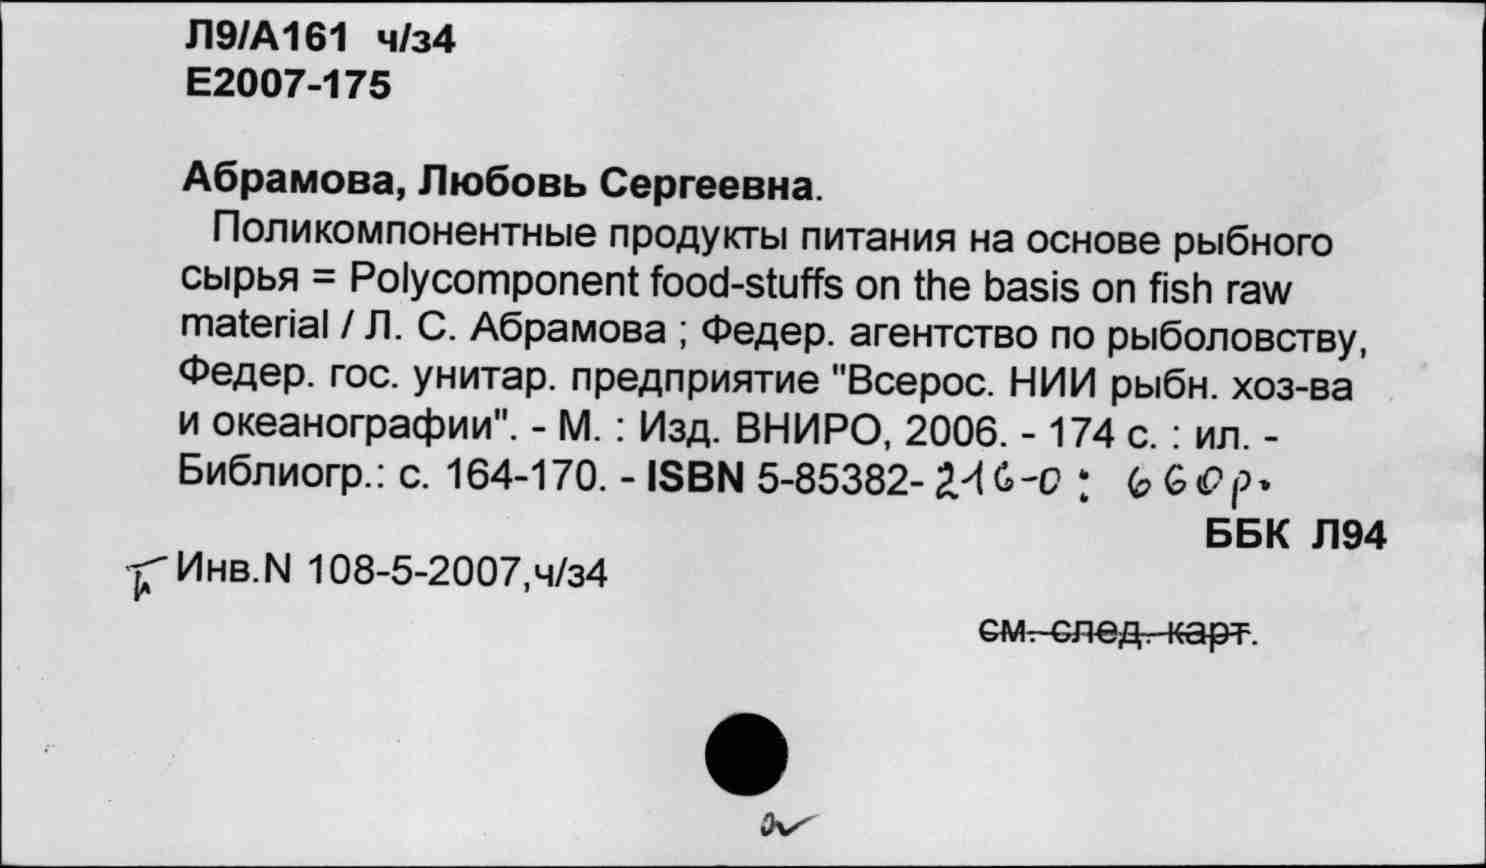 Л9/А161 ч/з4
Е2007-175
Абрамова, Любовь Сергеевна.
Поликомпонентные продукты питания на основе рыбного
сырья = Polycomponent food-stuffs on the basis on fish raw
material / Л. С. Абрамова ; Федер. агентство по рыболовству,
Федер. гос. унитар. предприятие "Всерос. НИИ рыбн. хоз-ва
и океанографии". - М. : Изд. ВНИРО, 2006. - 174 с. : ил. -
Библиогр.: с. 164-170. - ISBN 5-85382-216-0 : 660р.
ББК Л94
Инв.N 108-5-2007,ч/з4
см. след. карт.